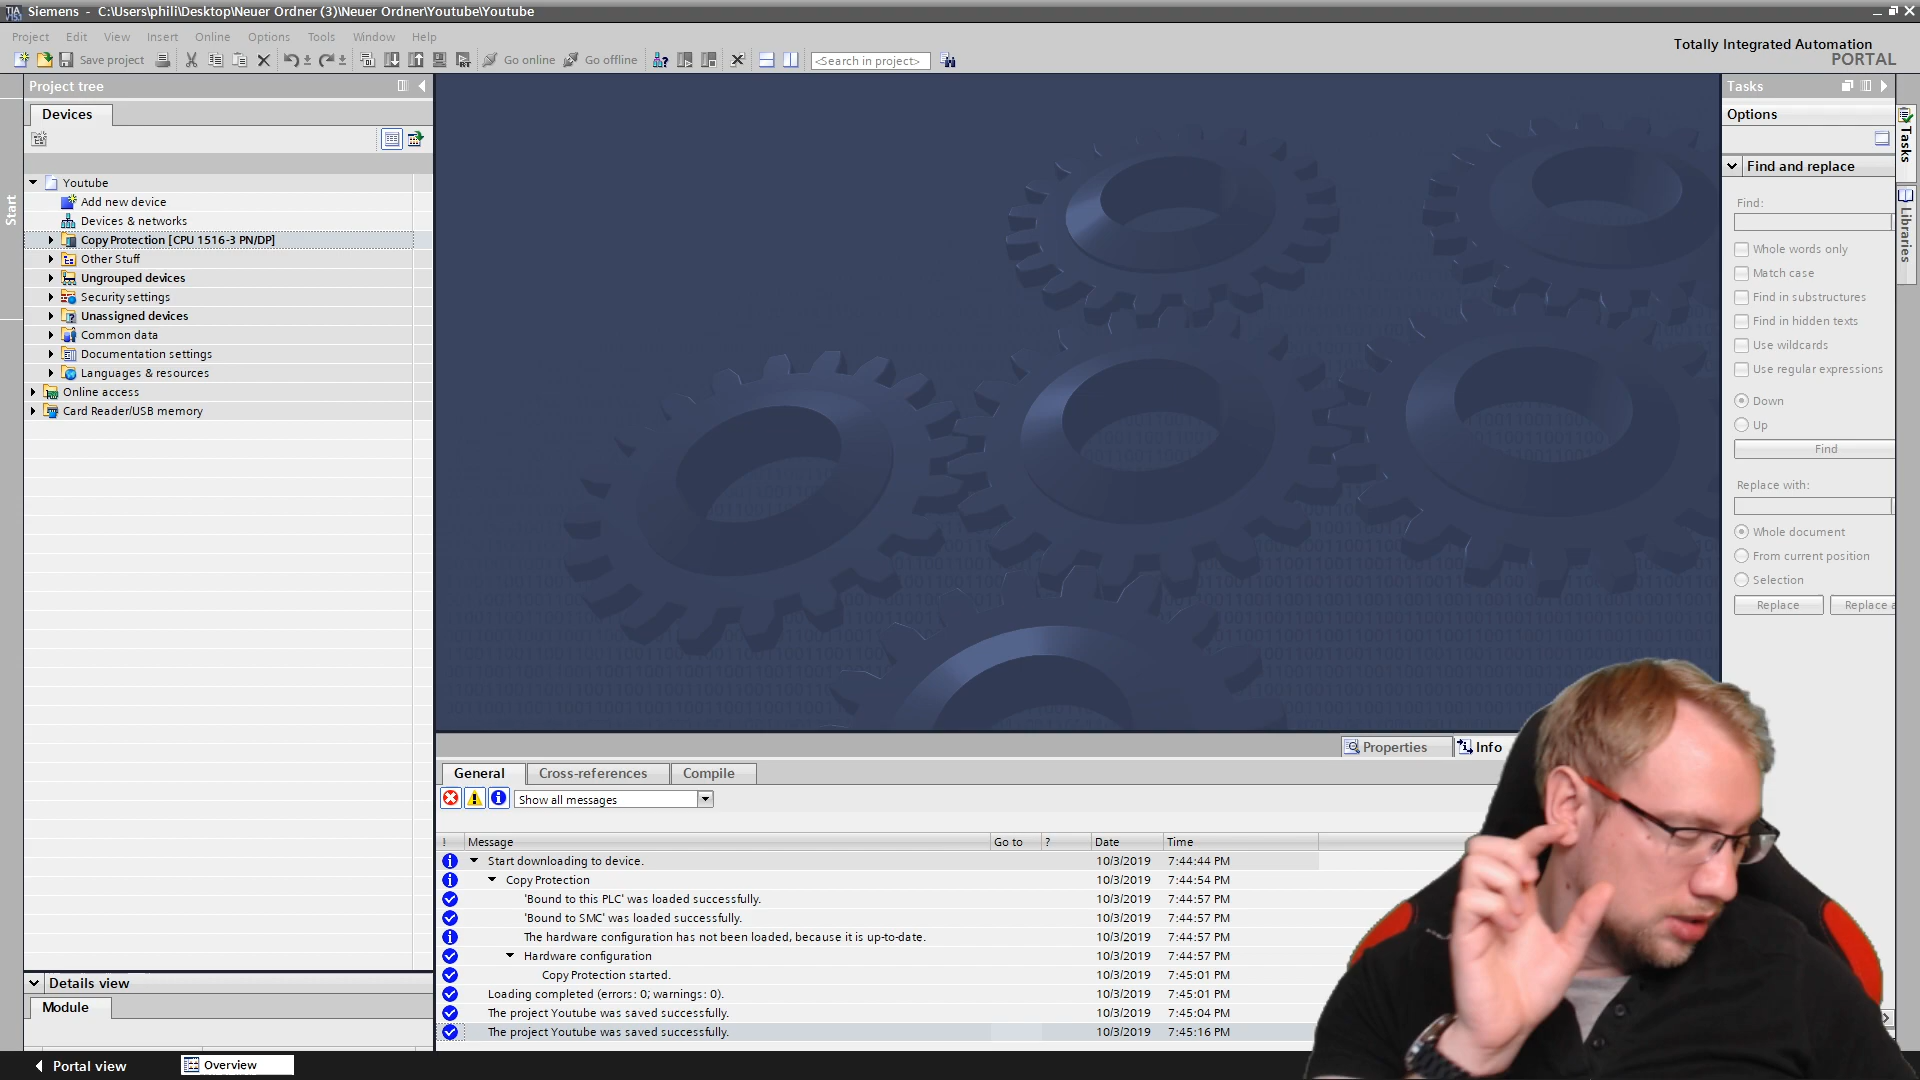 Siemens - C:\Users\phili\Desktop\Neuer Ordner (3)\Neuer Ordner\Youtube\Youtube
Project Edit View Insert Online Options Tools Window Help
Totally Integrated Automation
PORTAL
Save project
Go online
Go offline
<Search in project>
Project tree
Devices
Start
Youtube
Add new device
Devices & networks
Copy Protection [CPU 1516-3 PN/DP]
Other Stuff
Ungrouped devices
Security settings
Unassigned devices
Common data
Documentation settings
Languages & resources
Online access
Card Reader/USB memory
Details view
Module
Portal view
Overview
Properties
Info
General
Cross-references
Compile
Show all messages
! Message Go to ? Date Time
Start downloading to device. 10/3/2019 7:44:44 PM
Copy Protection 10/3/2019 7:44:54 PM
'Bound to this PLC' was loaded successfully. 10/3/2019 7:44:57 PM
'Bound to SMC' was loaded successfully. 10/3/2019 7:44:57 PM
The hardware configuration has not been loaded, because it is up-to-date. 10/3/2019 7:44:57 PM
Hardware configuration 10/3/2019 7:44:57 PM
Copy Protection started. 10/3/2019 7:45:01 PM
Loading completed (errors: 0; warnings: 0). 10/3/2019 7:45:01 PM
The project Youtube was saved successfully. 10/3/2019 7:45:04 PM
The project Youtube was saved successfully. 10/3/2019 7:45:16 PM
Tasks
Options
Find and replace
Find:
Whole words only
Match case
Find in substructures
Find in hidden texts
Use wildcards
Use regular expressions
Down
Up
Find
Replace with:
Whole document
From current position
Selection
Replace
Replace a
Tasks
Libraries